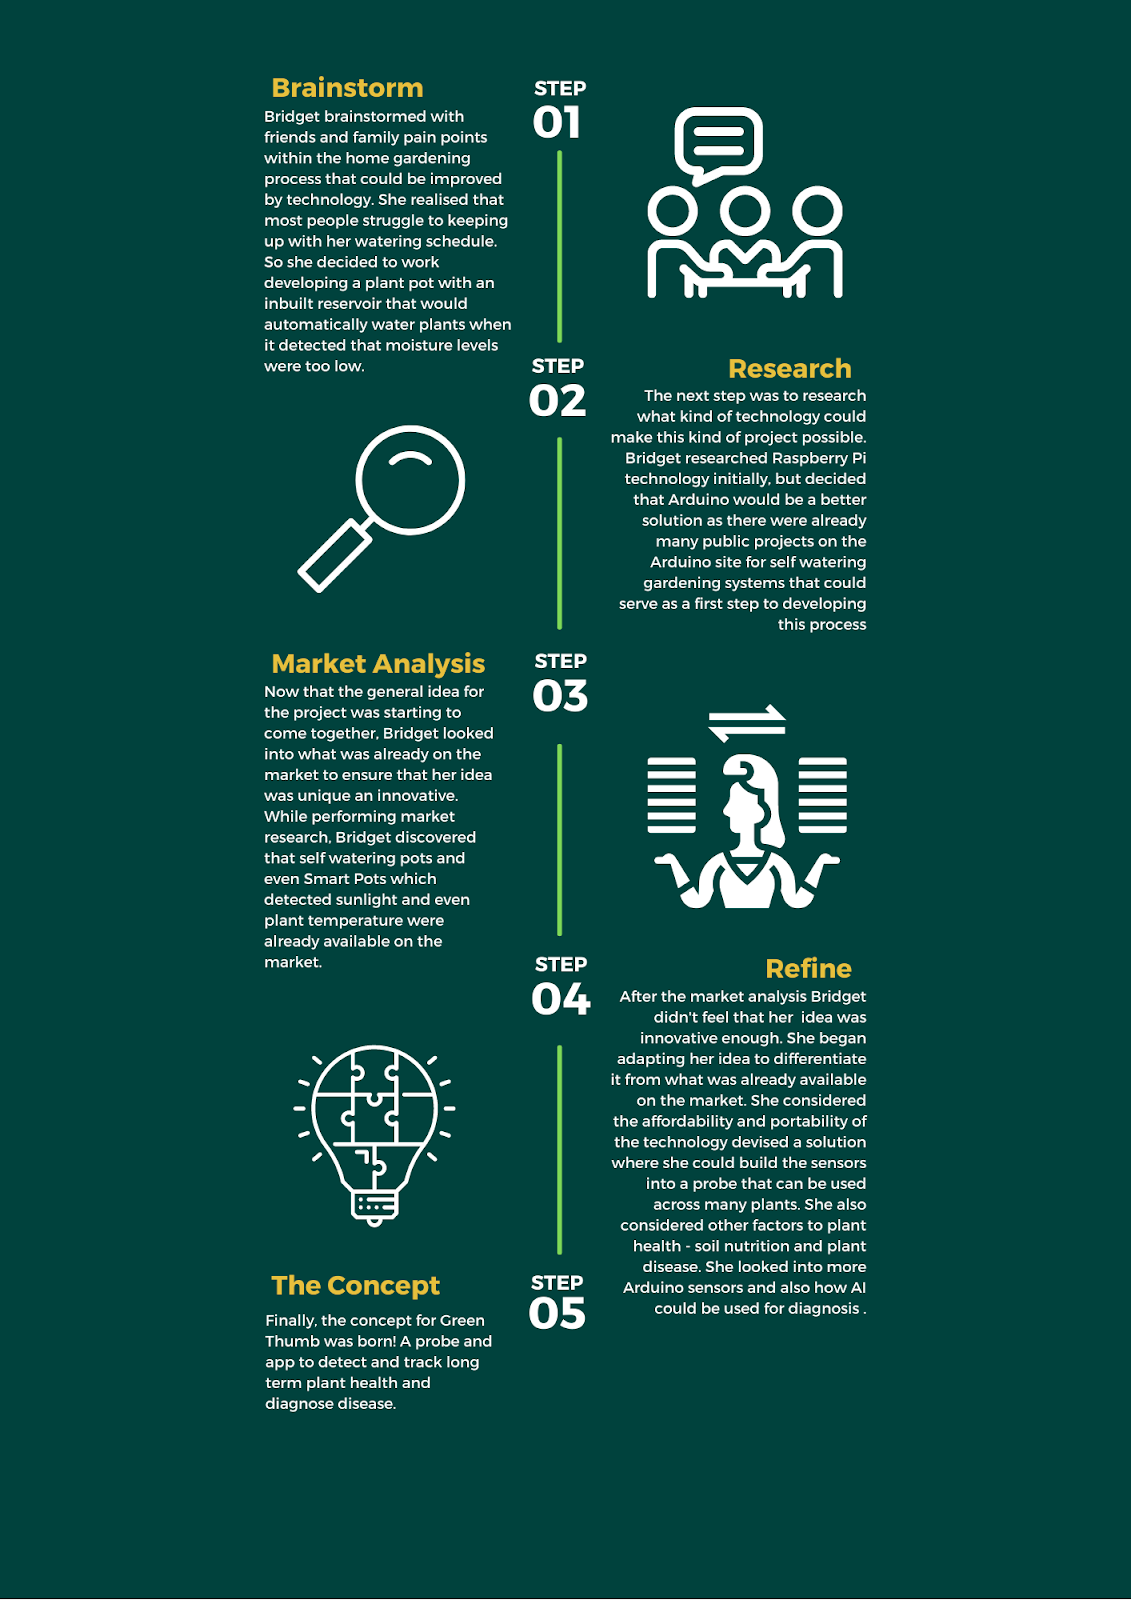 Brainstorm
Bridget brainstormed with
friends and family pain points
within the home gardening
process that could be improved
by technology. She realised that
most people struggle to keeping
up with her watering schedule.
So she decided to work
developing a plant pot with an
inbuilt reservoir that would
automatically water plants when
it detected that moisture levels
were too low.
STEP
01
STEP
02
Research
The next step was to research
what kind of technology could
make this kind of project possible.
Bridget researched Raspberry Pi
technology initially, but decided
that Arduino would be a better
solution as there were already
many public projects on the
Arduino site for self watering
gardening systems that could
serve as a first step to developing
this process
Market Analysis
Now that the general idea for
the project was starting to
come together, Bridget looked
into what was already on the
market to ensure that her idea
was unique an innovative.
While performing market
research, Bridget discovered
that self watering pots and
even Smart Pots which
detected sunlight and even
plant temperature were
already available on the
market.
STEP
03
STEP
04
Refine
After the market analysis Bridget
didn't feel that her  idea was
innovative enough. She began
adapting her idea to differentiate
it from what was already available
on the market. She considered
the affordability and portability of
the technology devised a solution
where she could build the sensors
into a probe that can be used
across many plants. She also
considered other factors to plant
health - soil nutrition and plant
disease. She looked into more
Arduino sensors and also how AI
could be used for diagnosis .
The Concept
Finally, the concept for Green
Thumb was born! A probe and
app to detect and track long
term plant health and
diagnose disease.
STEP
05